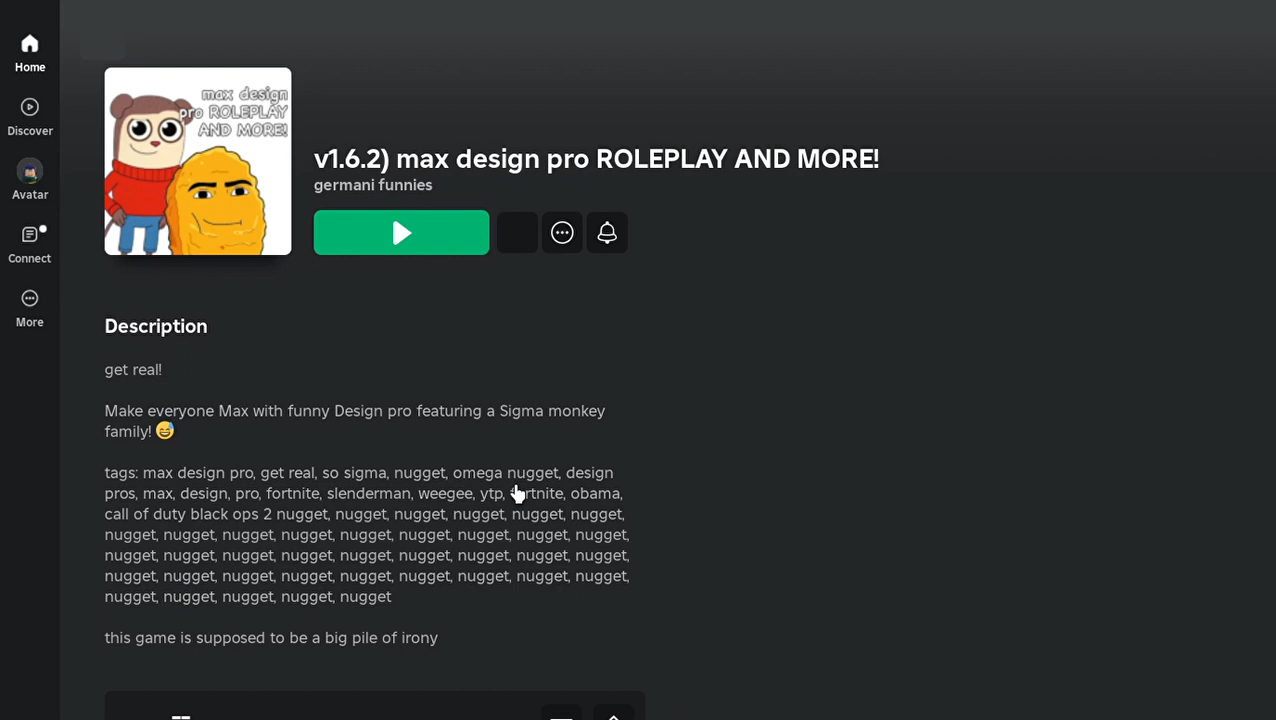 Home
Discover
Avatar
Connect
More
max design
pro ROLEPLAY
AND MORE!
v1.6.2) max design pro ROLEPLAY AND MORE!
germani funnies
Description
get real!
Make everyone Max with funny Design pro featuring a Sigma monkey
family! 😅
tags: max design pro, get real, so sigma, nugget, omega nugget, design
pros, max, design, pro, fortnite, slenderman, weegee, ytp, fortnite, obama,
call of duty black ops 2 nugget, nugget, nugget, nugget, nugget, nugget,
nugget, nugget, nugget, nugget, nugget, nugget, nugget, nugget, nugget,
nugget, nugget, nugget, nugget, nugget, nugget, nugget, nugget, nugget,
nugget, nugget, nugget, nugget, nugget, nugget, nugget, nugget, nugget,
nugget, nugget, nugget, nugget, nugget
this game is supposed to be a big pile of irony